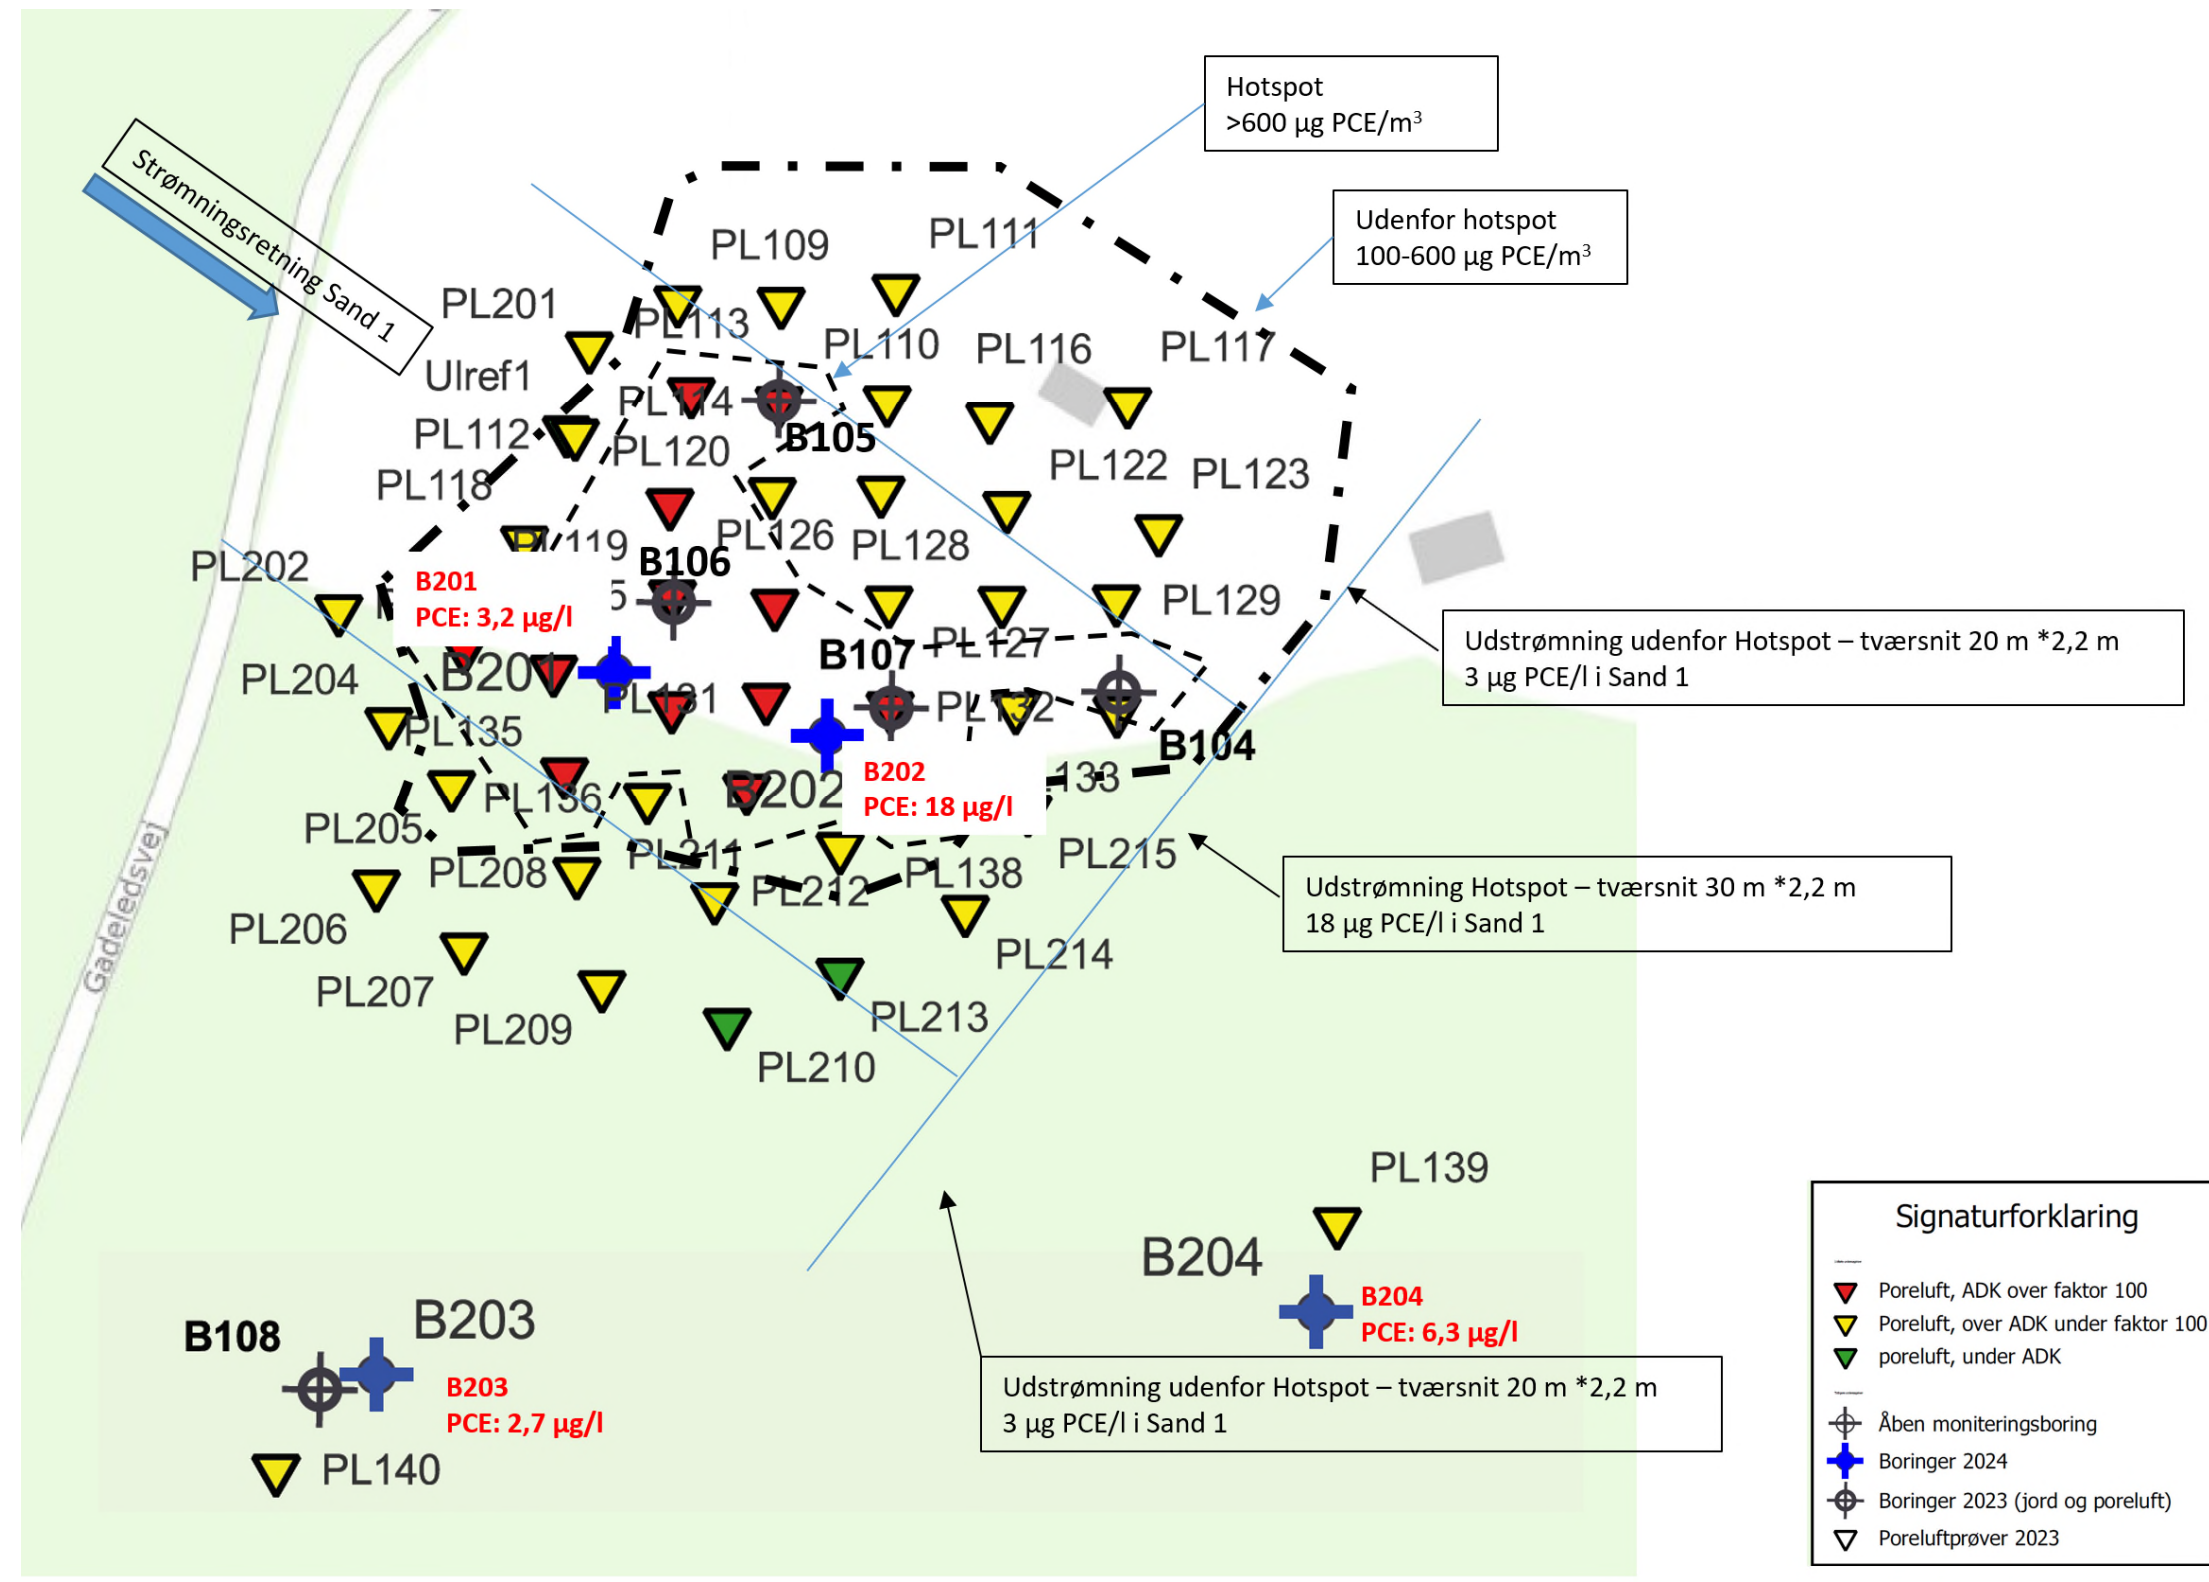 Hotspot
>600 µg PCE/m³
Udenfor hotspot
100-600 µg PCE/m³
Strømningsretning Sand 1
PL109
PL111
PL201
PL113
PL110
PL116
PL117
Ulref1
PL114
PL112
B105
PL120
PL118
PL122
PL123
PL119
PL126
PL128
PL202
B106
B201
PCE: 3,2 µg/l
5
PL129
B107
PL127
Udstrømning udenfor Hotspot – tværsnit 20 m *2,2 m
3 µg PCE/l i Sand 1
PL204
B201
PL131
PL132
PL135
B104
B202
PCE: 18 µg/l
133
PL136
B202
PL205
PL208
PL211
PL212
PL138
PL215
Udstrømning Hotspot – tværsnit 30 m *2,2 m
18 µg PCE/l i Sand 1
PL206
PL214
PL207
PL209
PL213
PL210
Gadeledsvej
PL139
B204
B204
PCE: 6,3 µg/l
B108
B203
B203
PCE: 2,7 µg/l
PL140
Udstrømning udenfor Hotspot – tværsnit 20 m *2,2 m
3 µg PCE/l i Sand 1
Signaturforklaring
Poreluft, ADK over faktor 100
Poreluft, over ADK under faktor 100
poreluft, under ADK
Åben moniteringsboring
Boringer 2024
Boringer 2023 (jord og poreluft)
Poreluftprøver 2023